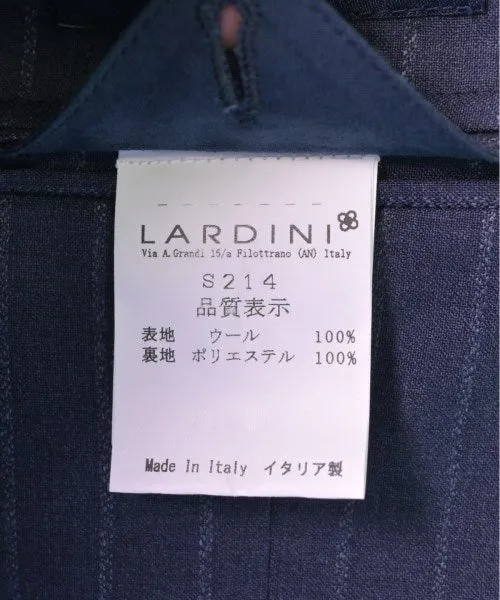 LARDINI
Via A.Grandi 15/a Filottrano (AN) Italy
S214
品質表示
表地 ウール 100%
裏地 ポリエステル 100%
Made In Italy イタリア製